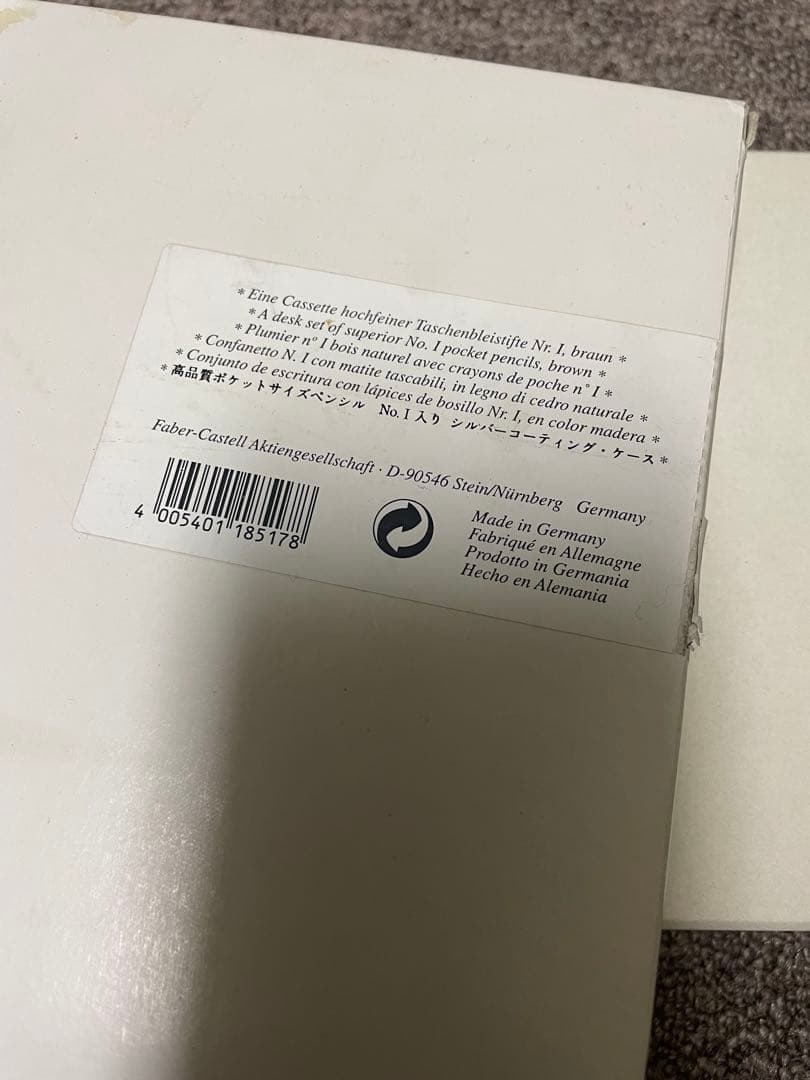 * Eine Cassette hochfeiner Taschenbleistifte Nr. I, braun *
* A desk set of superior No. I pocket pencils, brown *
* Plumier n° I bois naturel avec crayons de poche n° I *
* Confanetto N. I con matite tascabili, in legno di cedro naturale *
* Conjunto de escritura con lápices de bosillo Nr. I, en color madera *
* 高品質ポケットサイズペンシル No. I 入り シルバーコーティング・ケース *
Faber-Castell Aktiengesellschaft · D-90546 Stein/Nürnberg Germany
4 005401 185178
Made in Germany
Fabriqué en Allemagne
Prodotto in Germania
Hecho en Alemania